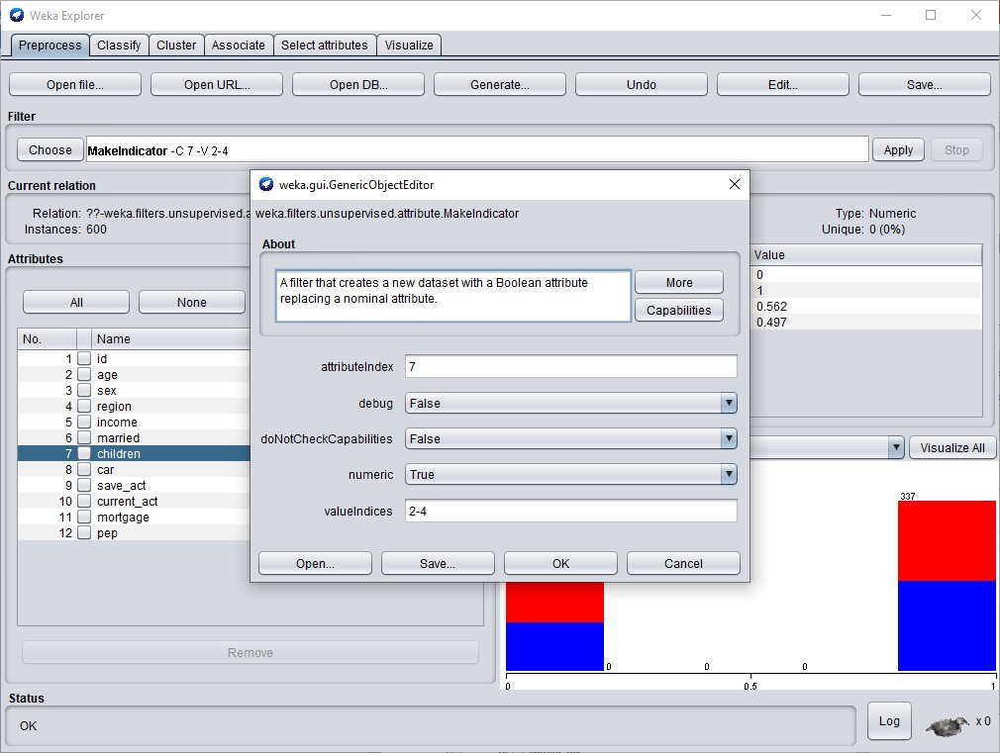 Weka Explorer
Preprocess Classify Cluster Associate Select attributes Visualize
Open file... Open URL... Open DB... Generate... Undo Edit... Save...
Filter
Choose MakeIndicator -C 7 -V 2-4 Apply Stop
Current relation
Relation: ??-weka.filters.unsupervised.a
Instances: 600
Attributes
All None
No. Name
1 id
2 age
3 sex
4 region
5 income
6 married
7 children
8 car
9 save_act
10 current_act
11 mortgage
12 pep
Remove
weka.gui.GenericObjectEditor
weka.filters.unsupervised.attribute.MakeIndicator
About
A filter that creates a new dataset with a Boolean attribute
replacing a nominal attribute.
More
Capabilities
attributeIndex 7
debug False
doNotCheckCapabilities False
numeric True
valueIndices 2-4
Open... Save... OK Cancel
Type: Numeric
Unique: 0 (0%)
Value
0
1
0.562
0.497
Visualize All
337
0 0 0
0 0.5 1
Status
OK
Log x 0